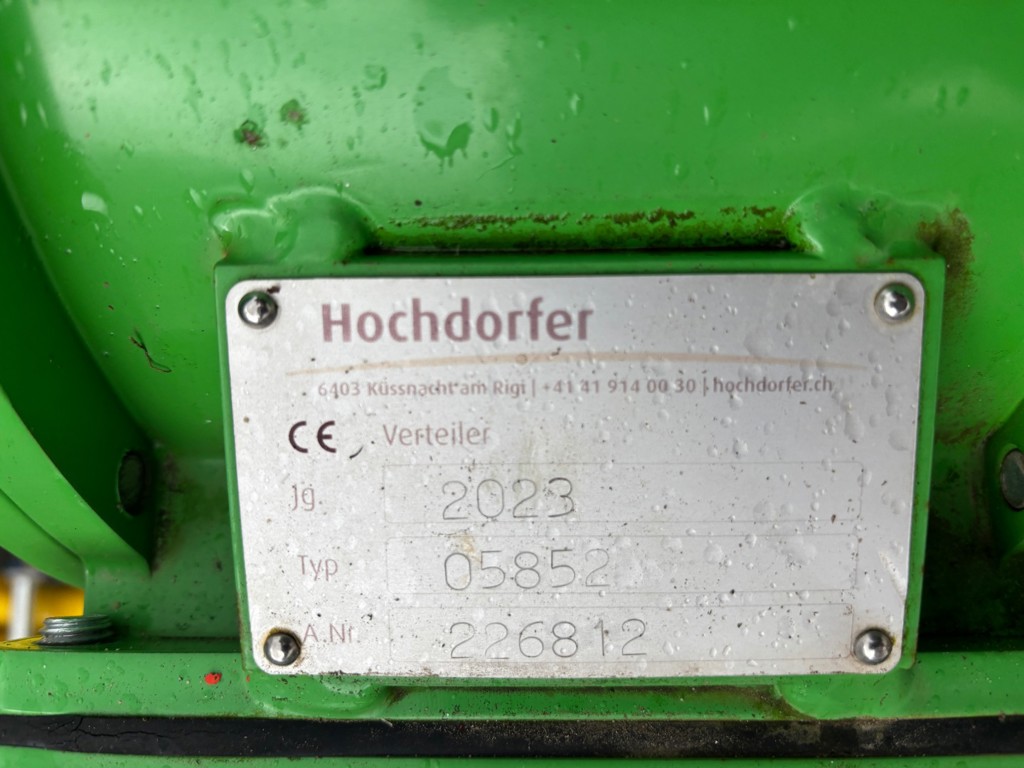 Hochdorfer
6403 Küssnacht am Rigi | +41 41 914 00 30 | hochdorfer.ch
CE Verteiler
Jg. 2023
Typ 05852
A.Nr. 226812